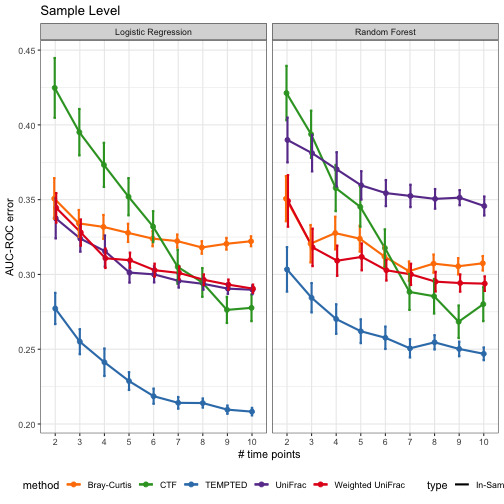 Sample Level
Logistic Regression
Random Forest
AUC-ROC error
0.45
0.40
0.35
0.30
0.25
0.20
2 3 4 5 6 7 8 9 10
2 3 4 5 6 7 8 9 10
# time points
method Bray-Curtis CTF TEMPTED UniFrac Weighted UniFrac type In-Sam